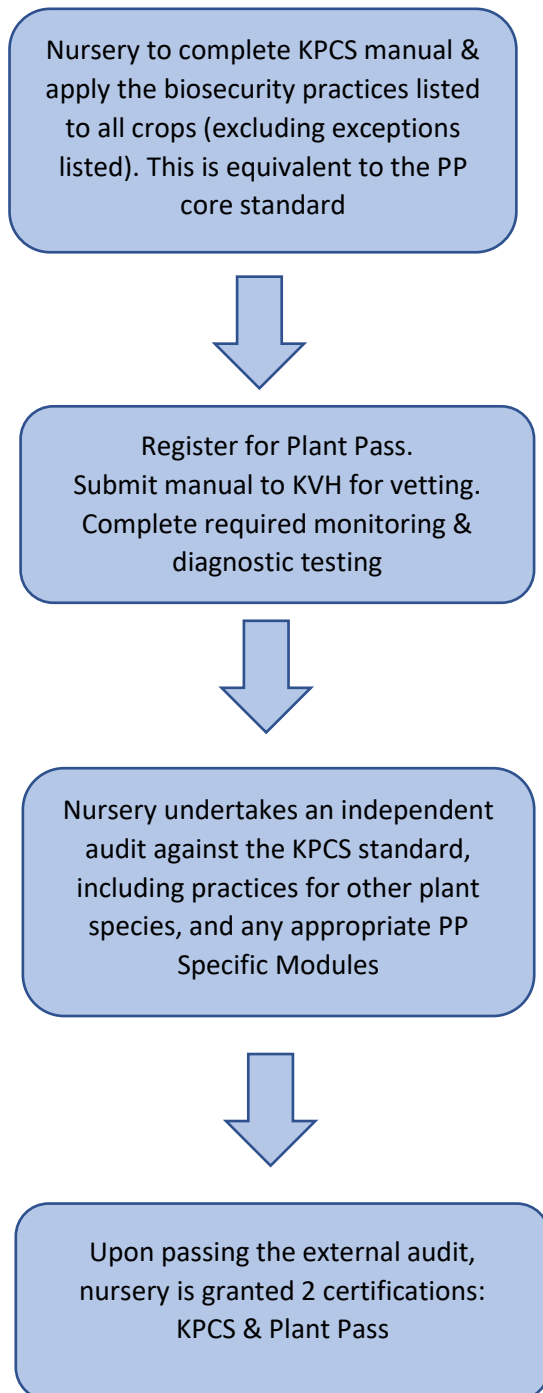 Nursery to complete KPCS manual &
apply the biosecurity practices listed
to all crops (excluding exceptions
listed). This is equivalent to the PP
core standard
Register for Plant Pass.
Submit manual to KVH for vetting.
Complete required monitoring &
diagnostic testing
Nursery undertakes an independent
audit against the KPCS standard,
including practices for other plant
species, and any appropriate PP
Specific Modules
Upon passing the external audit,
nursery is granted 2 certifications:
KPCS & Plant Pass